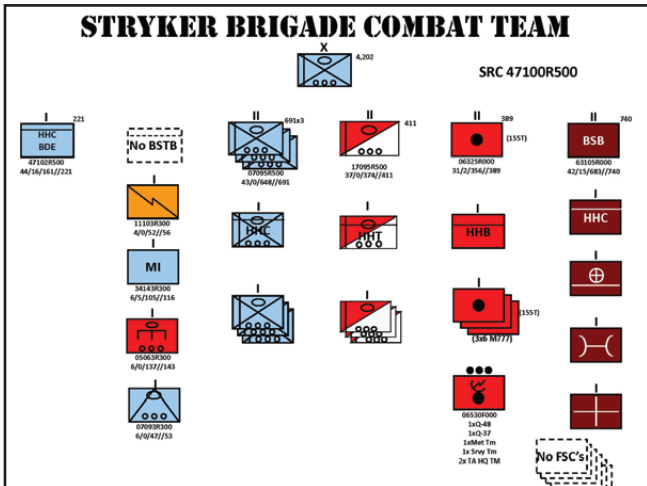 STRYKER BRIGADE COMBAT TEAM
X
4,202
SRC 47100R500
I
221
HHC
BDE
47102R500
44/16/161//221
No BSTB
I
11103R300
4/0/52//56
I
MI
34143R300
6/5/105//116
I
05063R300
6/0/137//143
I
07093R300
6/0/47//53
II
691x3
07095R500
43/0/648//691
I
HHC
I
II
411
17095R500
37/0/374//411
I
HHT
I
II
389
(155T)
06325R000
31/2/356//389
I
HHB
I
(155T)
(3x6 M777)
06530F000
1xQ-48
1xQ-37
1xMet Tm
1x Srvy Tm
2x TA HQ TM
II
740
BSB
63105R000
42/15/683//740
I
HHC
I
I
I
No FSC's